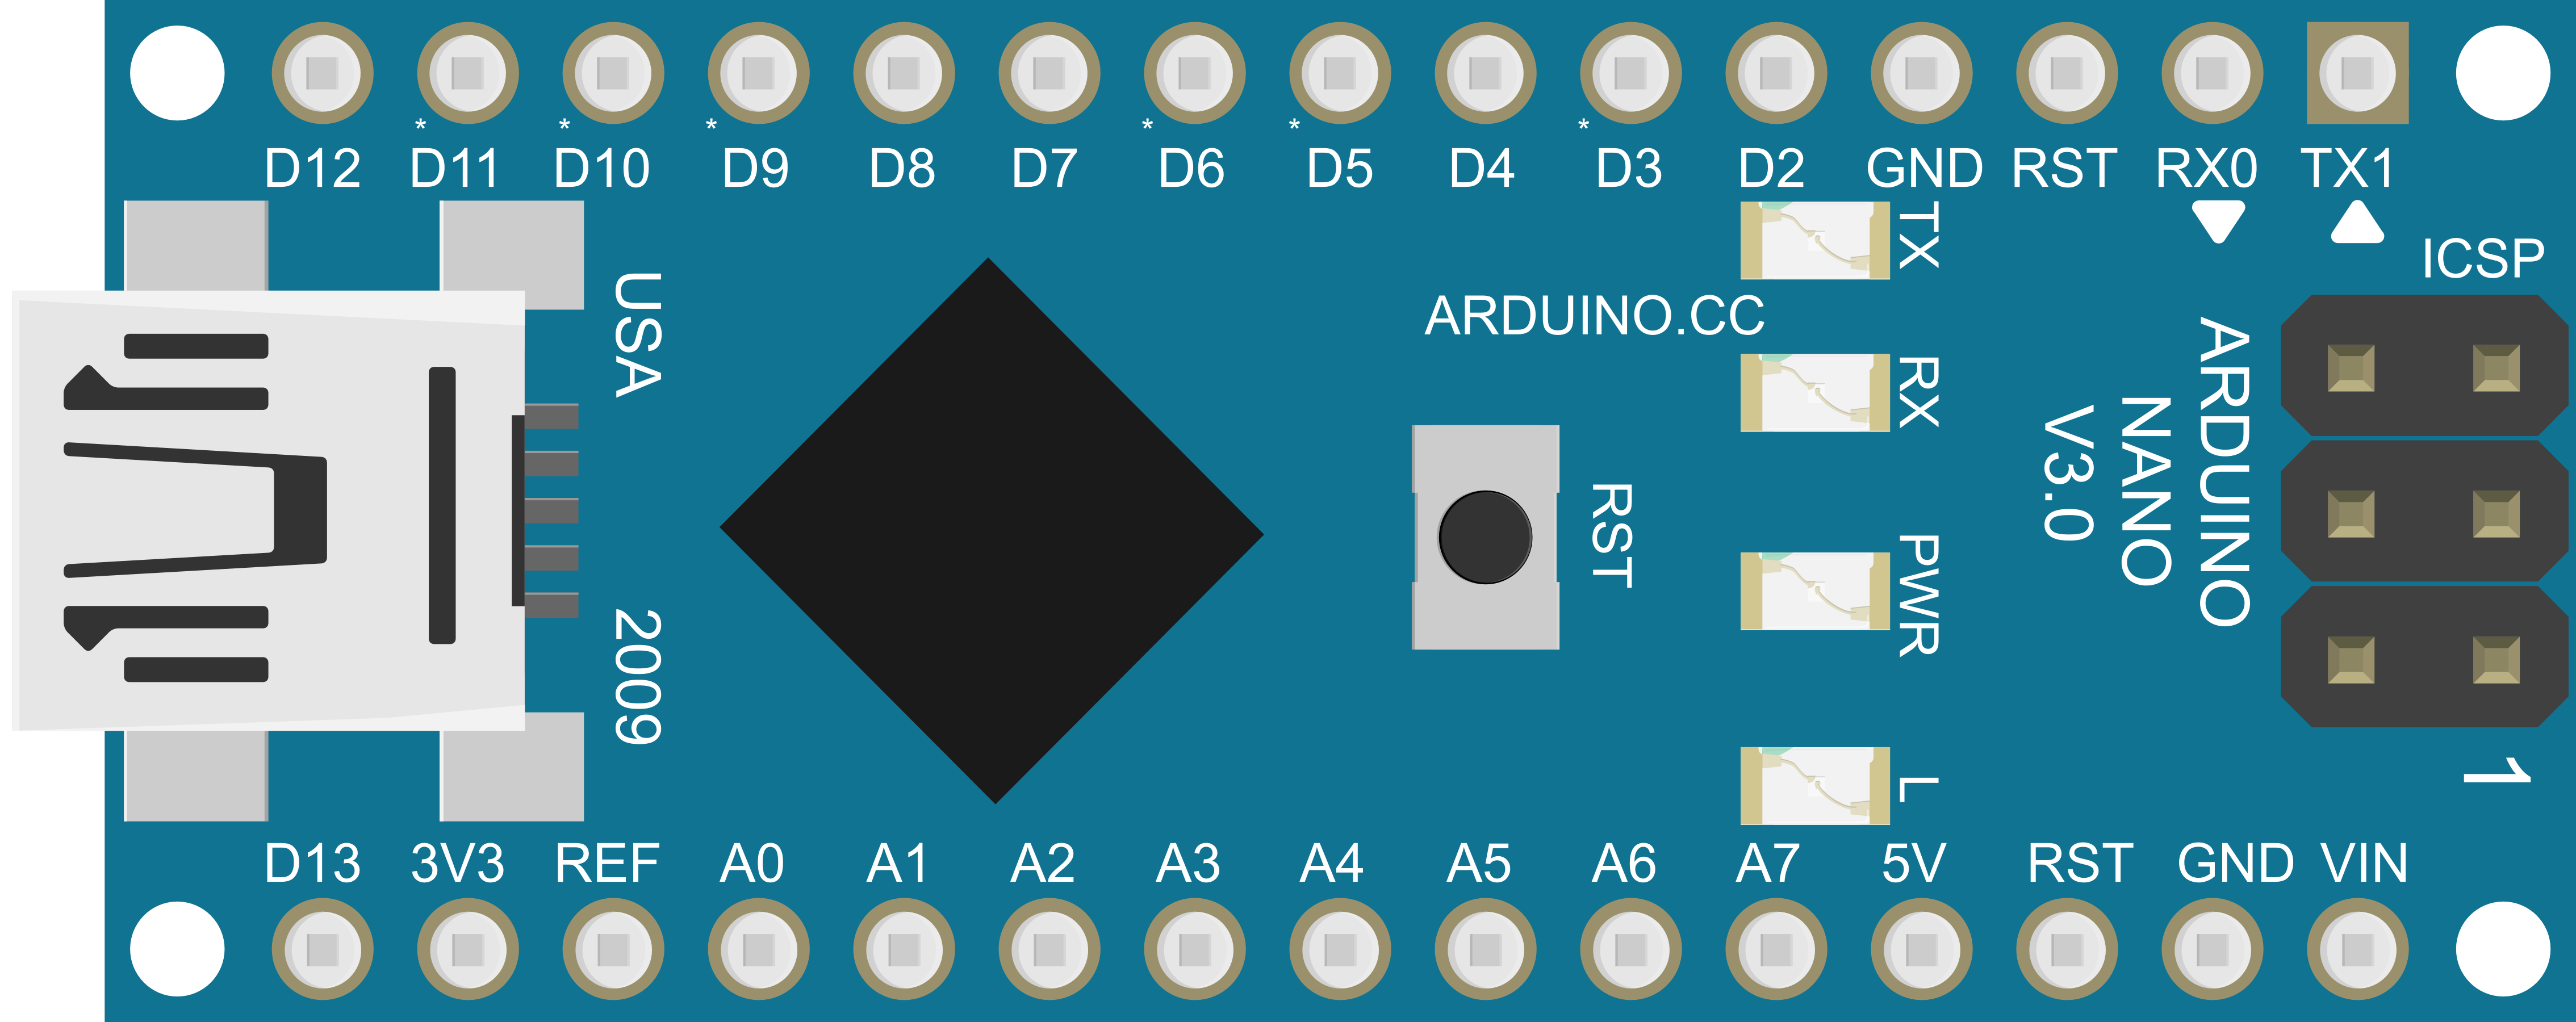 * * * * * *
D12 D11 D10 D9 D8 D7 D6 D5 D4 D3 D2 GND RST RX0 TX1
TX
ICSP
USA
ARDUINO.CC
RX
ARDUINO
NANO
V3.0
RST
PWR
2009
L
1
D13 3V3 REF A0 A1 A2 A3 A4 A5 A6 A7 5V RST GND VIN